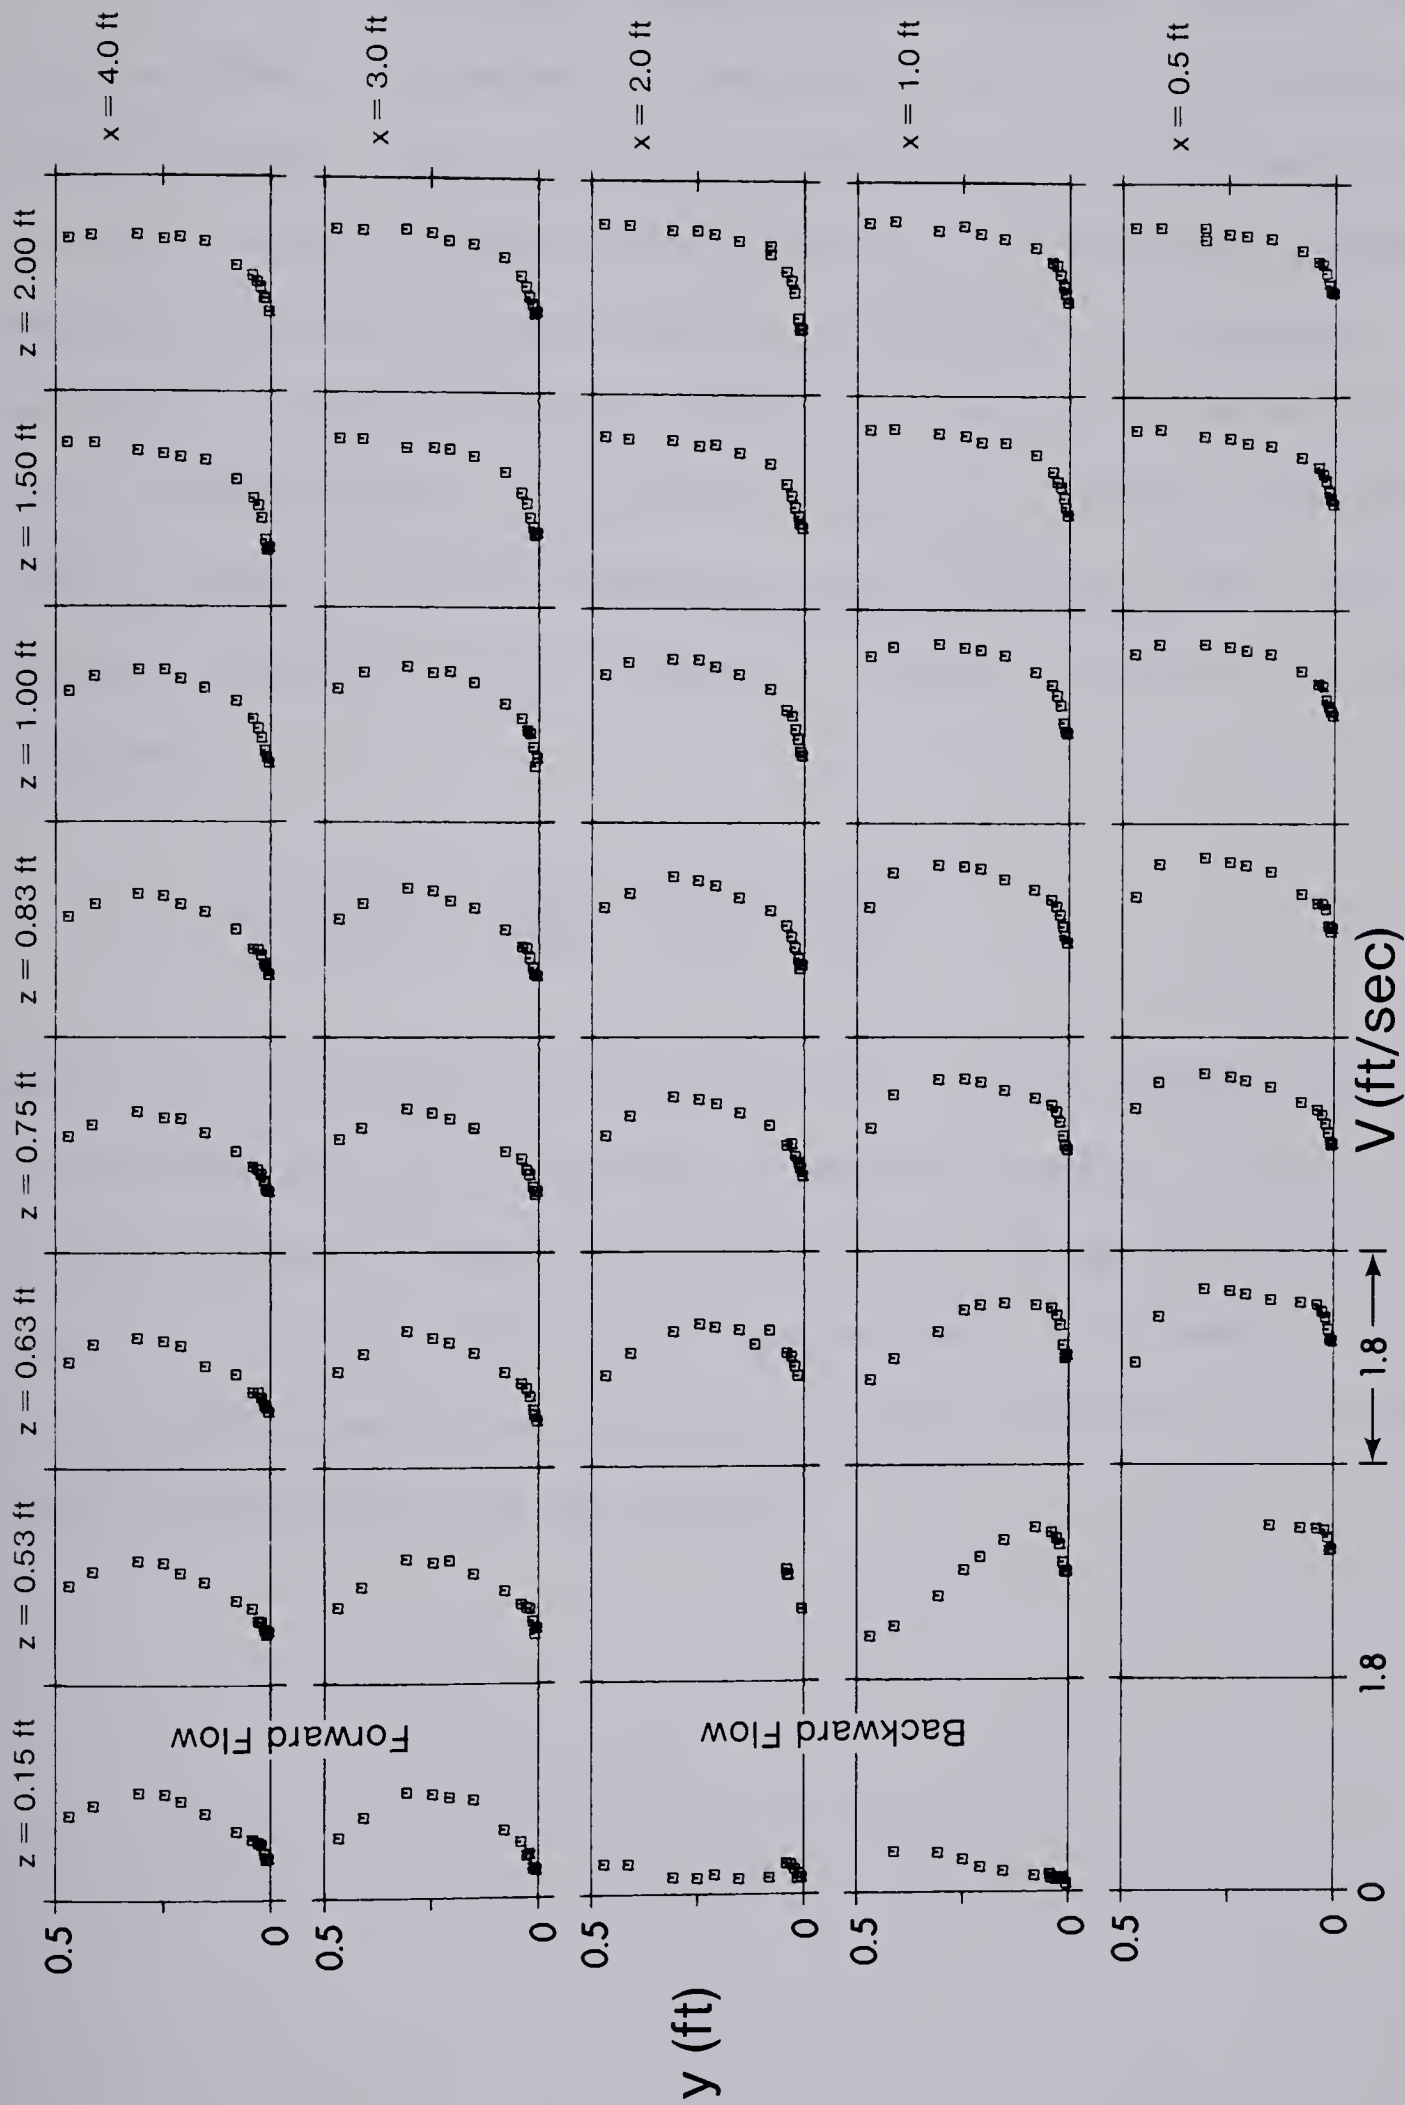 z = 0.15 ft z = 0.53 ft z = 0.63 ft z = 0.75 ft z = 0.83 ft z = 1.00 ft z = 1.50 ft z = 2.00 ft
0.5
0
x = 4.0 ft
Forward Flow
0.5
0
x = 3.0 ft
y (ft)
0.5
0
x = 2.0 ft
Backward Flow
0.5
0
x = 1.0 ft
0.5
0
x = 0.5 ft
0 1.8 1.8
V (ft/sec)